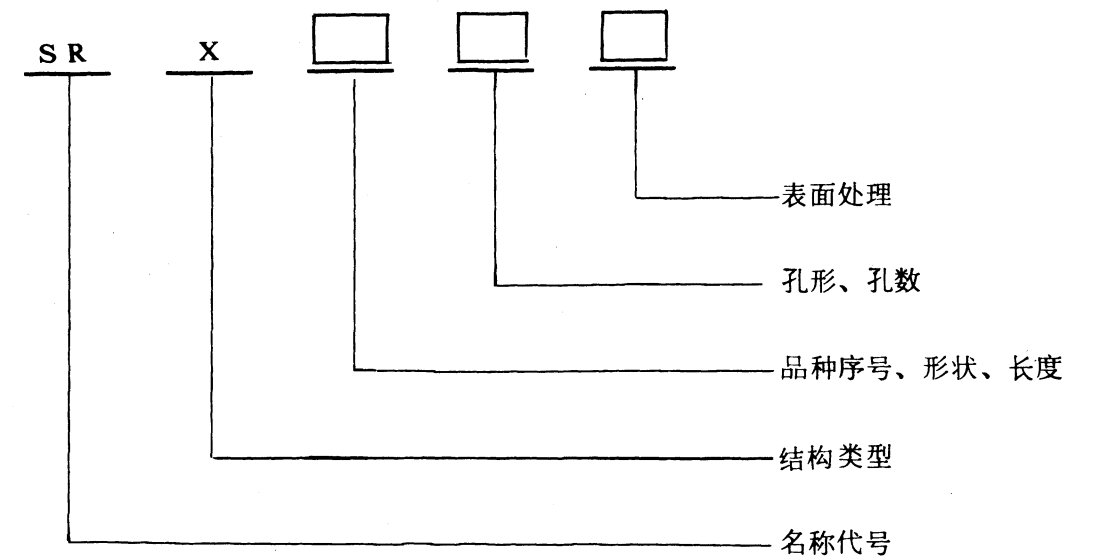 SR X
表面处理
孔形、孔数
品种序号、形状、长度
结构类型
名称代号